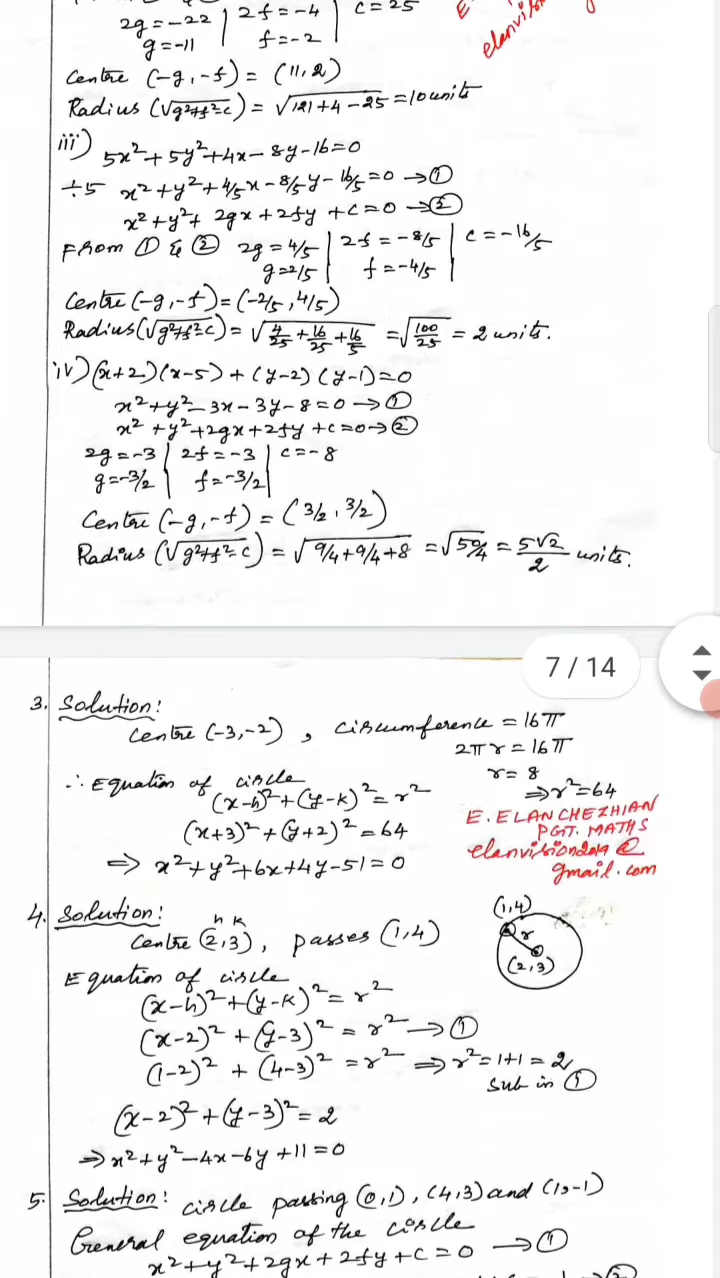 2g=-22 | 2f=-4 | c=25
g=-11 | f=-2
elanvision
Centre (-g,-f) = (11,2)
Radius (√g²+f²-c) = √121+4-25 = 10 units
iii) 5x²+5y²+4x-8y-16=0
÷5 x²+y²+4/5x-8/5y-16/5=0 →①
x²+y²+2gx+2fy+c=0 →②
From ① & ② 2g=4/5 | 2f=-8/5 | c=-16/5
g=2/5 | f=-4/5
Centre (-g,-f)=(-2/5,4/5)
Radius(√g²+f²-c)=√4/25+16/25+16/5 =√100/25 = 2 units.
iv) (x+2)(x-5)+(y-2)(y-1)=0
x²+y²-3x-3y-8=0 →①
x²+y²+2gx+2fy+c=0→②
2g=-3 | 2f=-3 | c=-8
g=-3/2 | f=-3/2
Centre (-g,-f) = (3/2,3/2)
Radius (√g²+f²-c) = √9/4+9/4+8 =√50/4 = 5√2/2 units.
7 / 14
3. Solution:
Centre (-3,-2), circumference = 16π
2πr=16π
r=8
∴ Equation of circle ⇒r²=64
(x-h)²+(y-k)²=r²
E. ELANCHEZHIAN
PGT. MATHS
(x+3)²+(y+2)²=64
elanvision2014@
gmail.com
⇒ x²+y²+6x+4y-51=0
4. Solution:
h k
(1,4)
Centre (2,3), passes (1,4)
r
(2,3)
Equation of circle
(x-h)²+(y-k)²=r²
(x-2)²+(y-3)²=r² →①
(1-2)²+(4-3)²=r² ⇒r²=1+1=2
Sub in ①
(x-2)²+(y-3)²=2
⇒x²+y²-4x-6y+11=0
5. Solution: circle passing (0,1), (4,3) and (1,-1)
General equation of the circle
x²+y²+2gx+2fy+c=0 →①